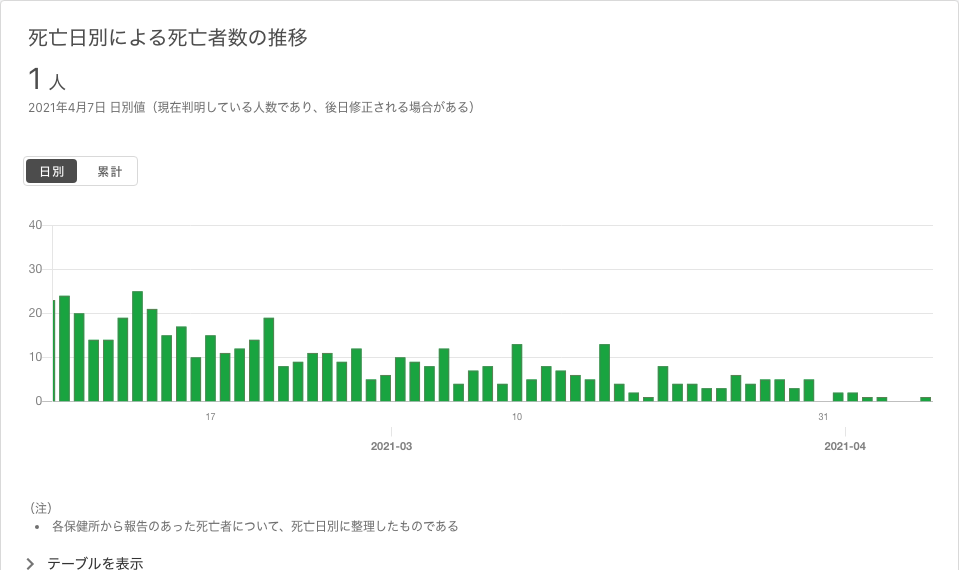 死亡日別による死亡者数の推移
1 人
2021年4月7日 日別値（現在判明している人数であり、後日修正される場合がある）
日別 累計
40
30
20
10
0
17 10 31
2021-03 2021-04
（注）
• 各保健所から報告のあった死亡者について、死亡日別に整理したものである
テーブルを表示